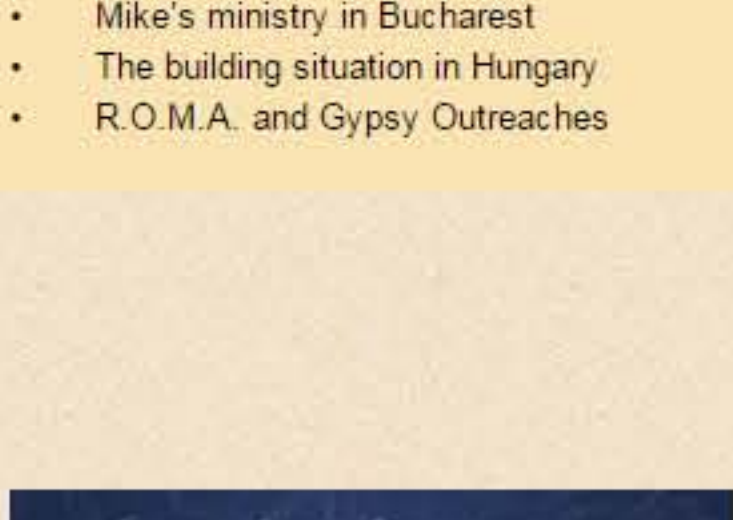 • Mike's ministry in Bucharest
• The building situation in Hungary
• R.O.M.A. and Gypsy Outreaches